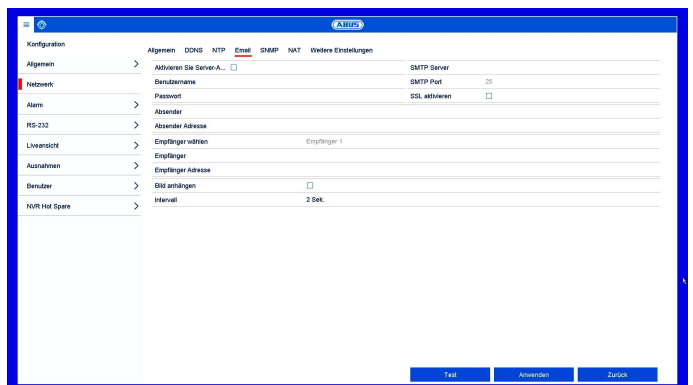 ABUS
Konfiguration
Allgemein
Netzwerk
Alarm
RS-232
Liveansicht
Ausnahmen
Benutzer
NVR Hot Spare
Allgemein DDNS NTP Email SNMP NAT Weitere Einstellungen
Aktivieren Sie Server-A... SMTP Server
Benutzername SMTP Port 25
Passwort SSL aktivieren
Absender
Absender Adresse
Empfänger wählen Empfänger 1
Empfänger
Empfänger Adresse
Bild anhängen
Intervall 2 Sek.
Test Anwenden Zurück